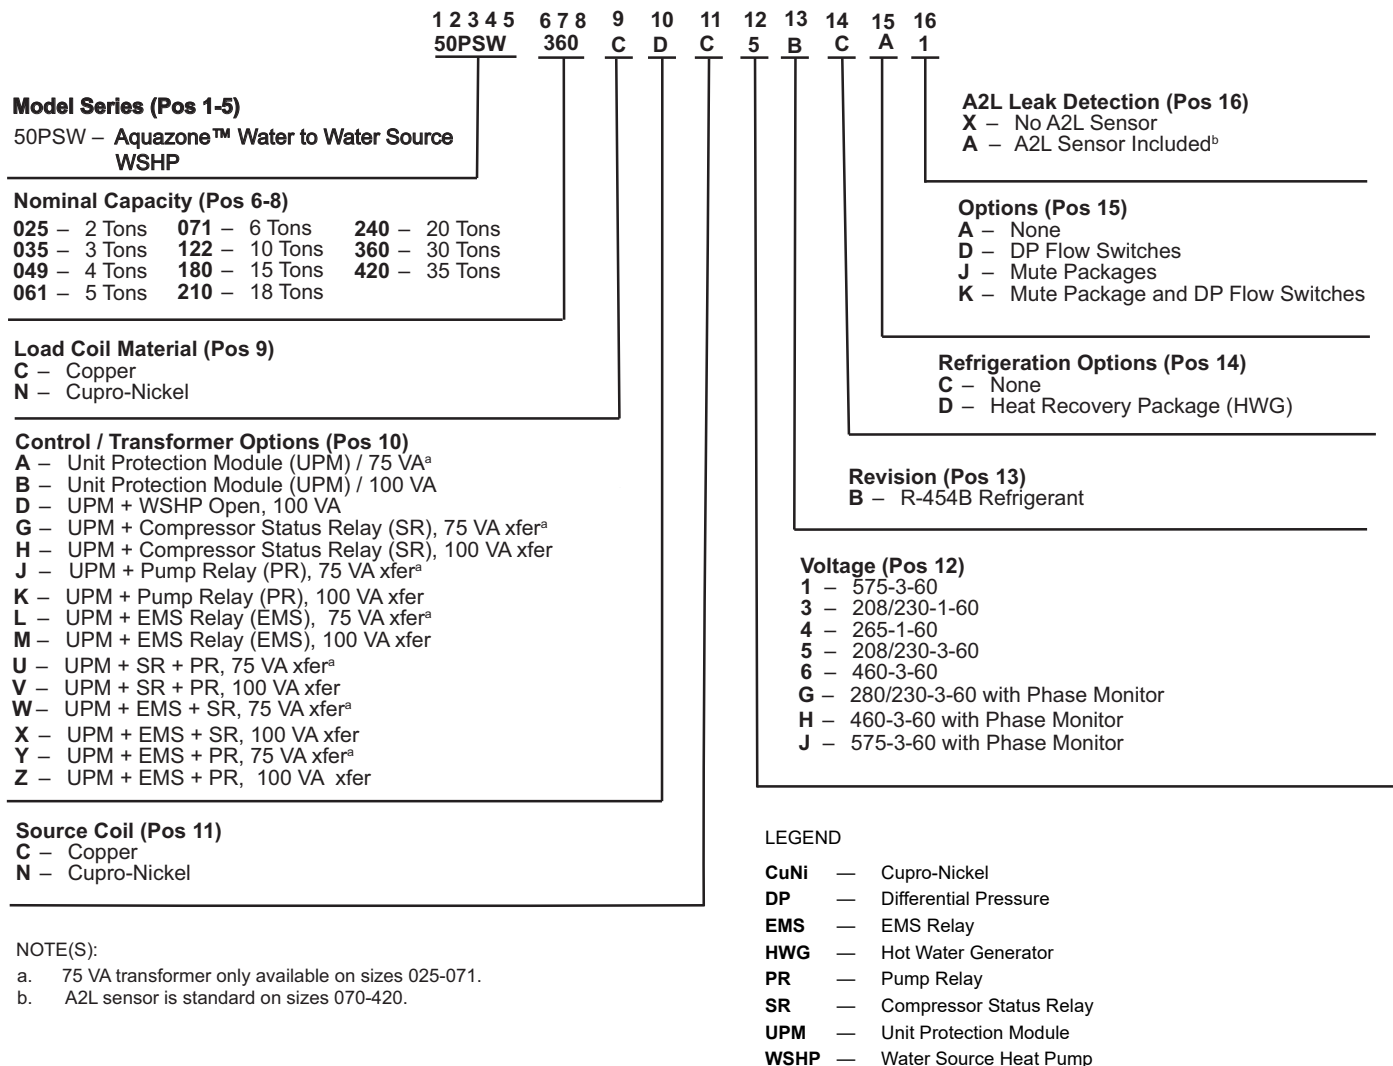 1 2 3 4 5 6 7 8 9 10 11 12 13 14 15 16
50PSW 360 C D C 5 B C A 1
Model Series (Pos 1-5)
50PSW – Aquazone™ Water to Water Source
WSHP
Nominal Capacity (Pos 6-8)
025 – 2 Tons 071 – 6 Tons 240 – 20 Tons
035 – 3 Tons 122 – 10 Tons 360 – 30 Tons
049 – 4 Tons 180 – 15 Tons 420 – 35 Tons
061 – 5 Tons 210 – 18 Tons
Load Coil Material (Pos 9)
C – Copper
N – Cupro-Nickel
Control / Transformer Options (Pos 10)
A – Unit Protection Module (UPM) / 75 VAa
B – Unit Protection Module (UPM) / 100 VA
D – UPM + WSHP Open, 100 VA
G – UPM + Compressor Status Relay (SR), 75 VA xfera
H – UPM + Compressor Status Relay (SR), 100 VA xfer
J – UPM + Pump Relay (PR), 75 VA xfera
K – UPM + Pump Relay (PR), 100 VA xfer
L – UPM + EMS Relay (EMS), 75 VA xfera
M – UPM + EMS Relay (EMS), 100 VA xfer
U – UPM + SR + PR, 75 VA xfera
V – UPM + SR + PR, 100 VA xfer
W – UPM + EMS + SR, 75 VA xfera
X – UPM + EMS + SR, 100 VA xfer
Y – UPM + EMS + PR, 75 VA xfera
Z – UPM + EMS + PR, 100 VA xfer
Source Coil (Pos 11)
C – Copper
N – Cupro-Nickel
NOTE(S):
a. 75 VA transformer only available on sizes 025-071.
b. A2L sensor is standard on sizes 070-420.
A2L Leak Detection (Pos 16)
X – No A2L Sensor
A – A2L Sensor Includedb
Options (Pos 15)
A – None
D – DP Flow Switches
J – Mute Packages
K – Mute Package and DP Flow Switches
Refrigeration Options (Pos 14)
C – None
D – Heat Recovery Package (HWG)
Revision (Pos 13)
B – R-454B Refrigerant
Voltage (Pos 12)
1 – 575-3-60
3 – 208/230-1-60
4 – 265-1-60
5 – 208/230-3-60
6 – 460-3-60
G – 280/230-3-60 with Phase Monitor
H – 460-3-60 with Phase Monitor
J – 575-3-60 with Phase Monitor
LEGEND
CuNi — Cupro-Nickel
DP — Differential Pressure
EMS — EMS Relay
HWG — Hot Water Generator
PR — Pump Relay
SR — Compressor Status Relay
UPM — Unit Protection Module
WSHP — Water Source Heat Pump